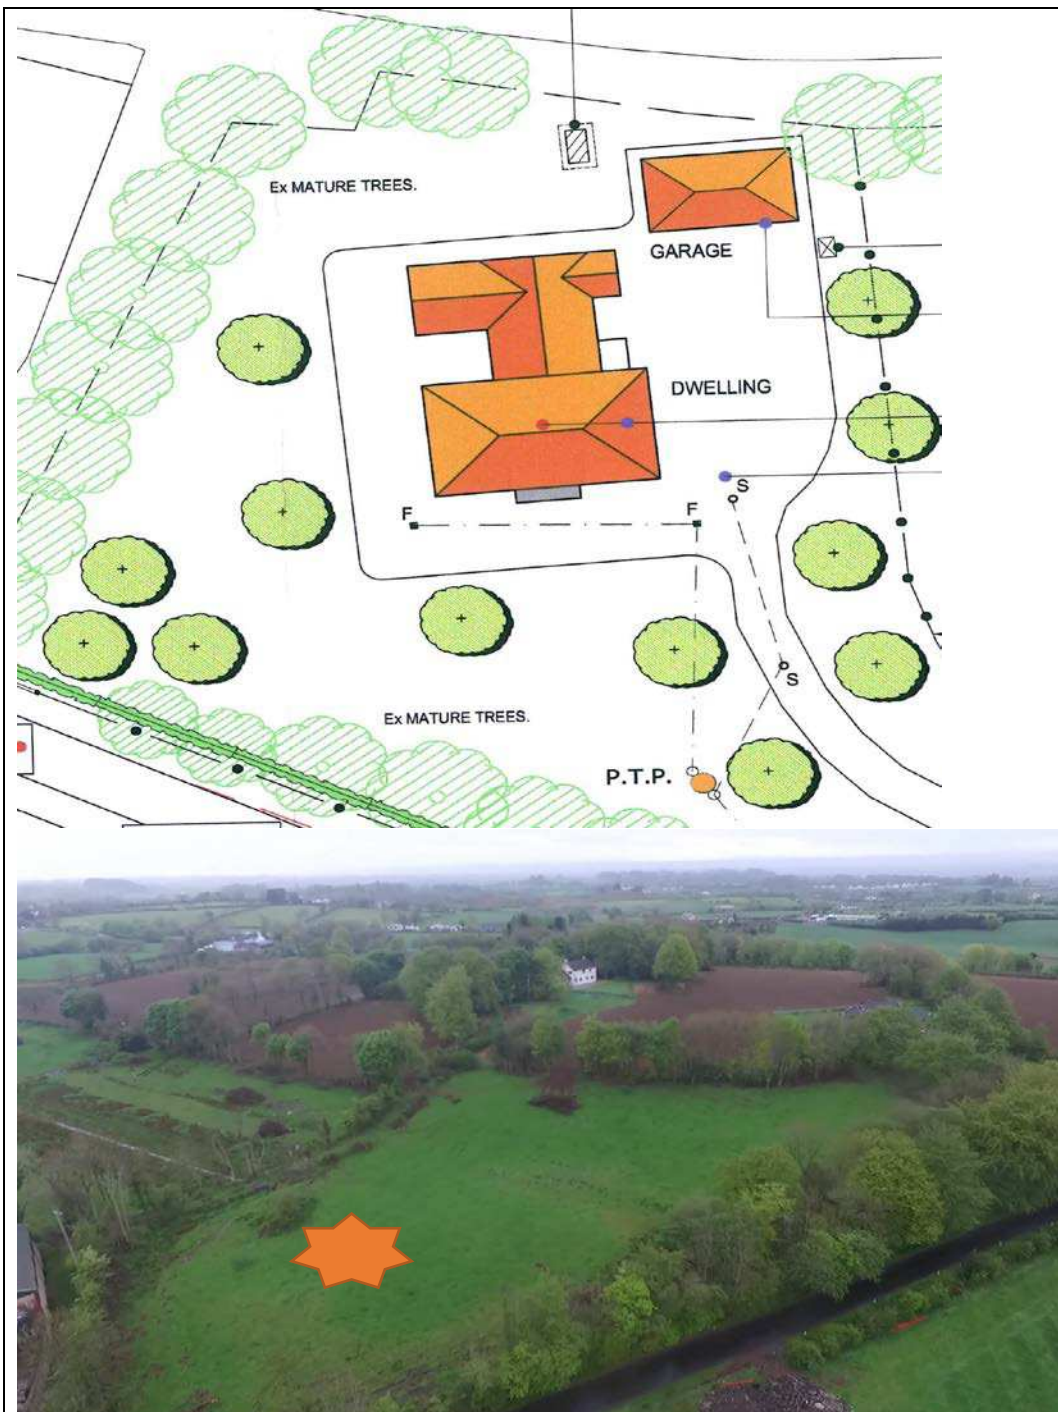 Ex MATURE TREES.
GARAGE
DWELLING
S
F
F
S
Ex MATURE TREES.
P.T.P.